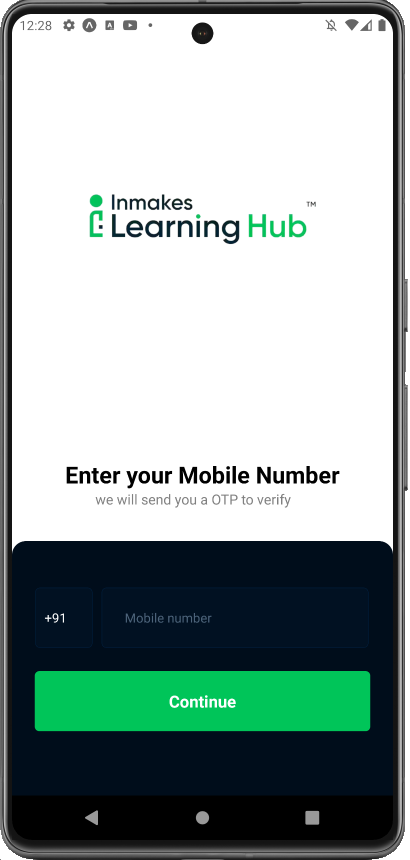 12:28
Inmakes
Learning Hub
TM
Enter your Mobile Number
we will send you a OTP to verify
+91
Mobile number
Continue